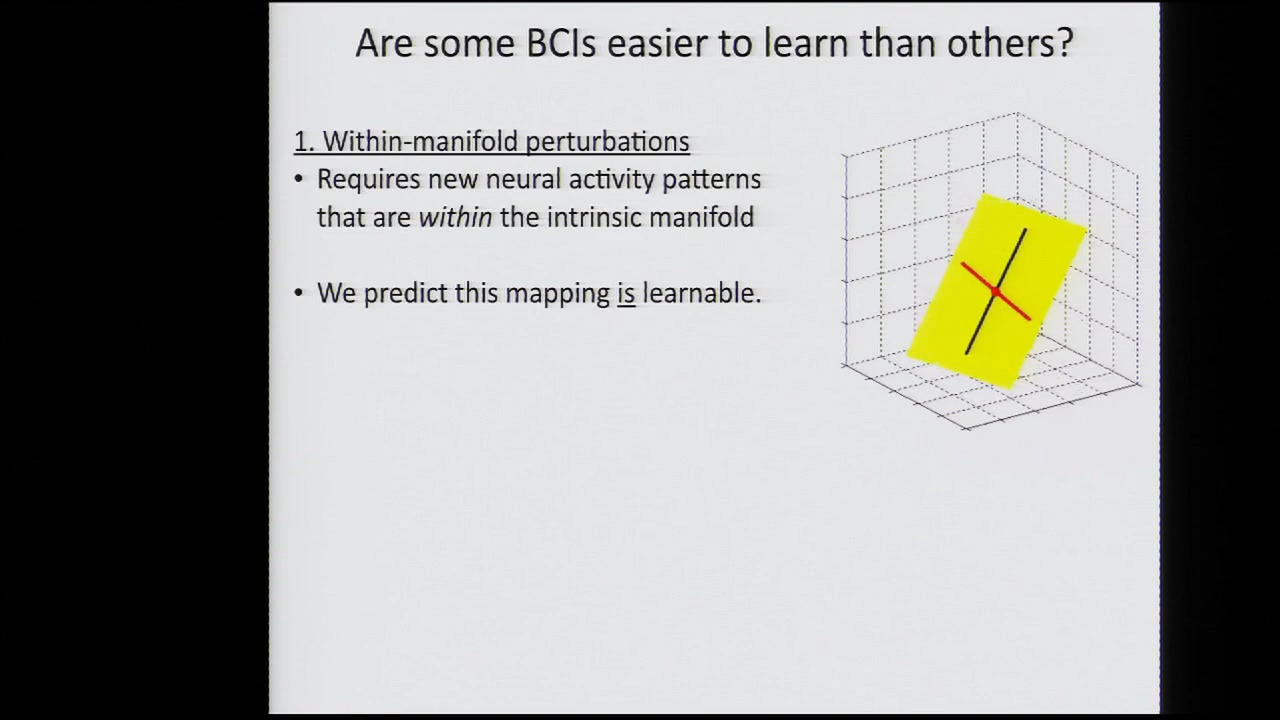 Are some BCIs easier to learn than others?
1. Within-manifold perturbations
• Requires new neural activity patterns
that are within the intrinsic manifold
• We predict this mapping is learnable.